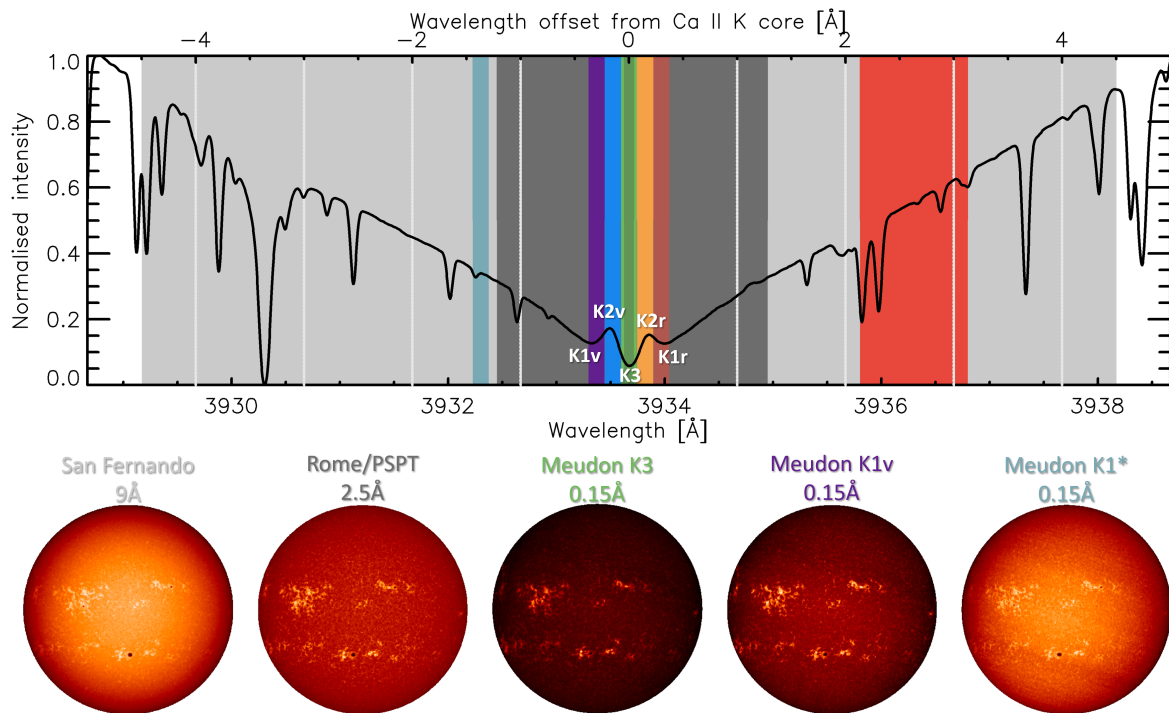 Wavelength offset from Ca II K core [Å]
-4 -2 0 2 4
1.0
0.8
0.6
0.4
0.2
0.0
Normalised intensity
K2v K2r
K1v K1r
K3
3930 3932 3934 3936 3938
Wavelength [Å]
San Fernando Rome/PSPT Meudon K3 Meudon K1v Meudon K1*
9Å 2.5Å 0.15Å 0.15Å 0.15Å